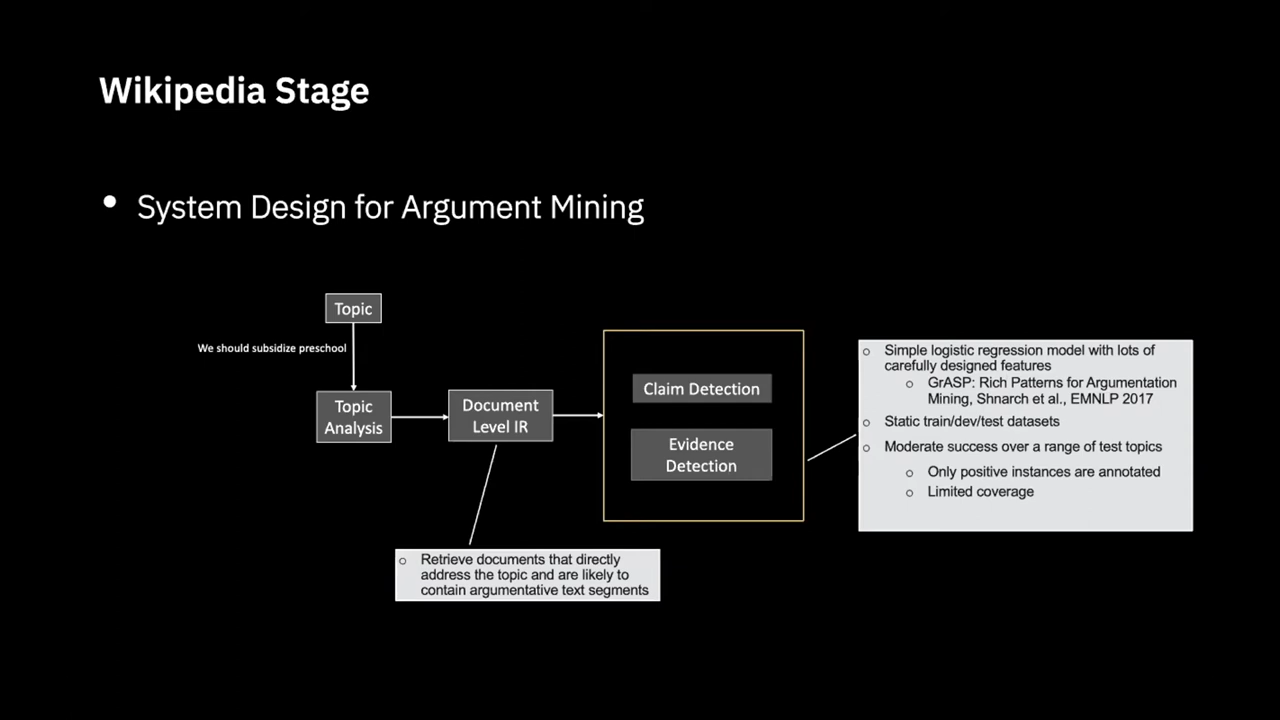 Wikipedia Stage
• System Design for Argument Mining
Topic
We should subsidize preschool
Topic
Analysis
Document
Level IR
Claim Detection
Evidence
Detection
o Simple logistic regression model with lots of
carefully designed features
o GrASP: Rich Patterns for Argumentation
Mining, Shnarch et al., EMNLP 2017
o Static train/dev/test datasets
o Moderate success over a range of test topics
o Only positive instances are annotated
o Limited coverage
o Retrieve documents that directly
address the topic and are likely to
contain argumentative text segments